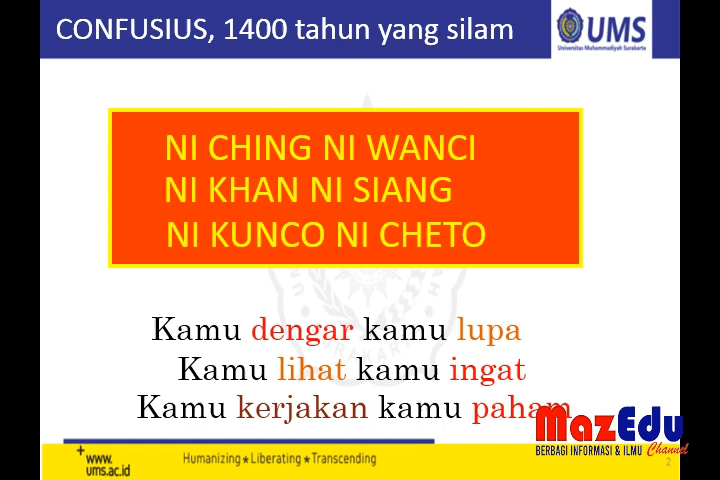 CONFUSIUS, 1400 tahun yang silam
UMS
Universitas Muhammadiyah Surakarta
NI CHING NI WANCI
NI KHAN NI SIANG
NI KUNCO NI CHETO
Kamu dengar kamu lupa
Kamu lihat kamu ingat
Kamu kerjakan kamu paham
MazEdu
BERBAGI INFORMASI & ILMU Channel
www.
ums.ac.id
Humanizing ★ Liberating ★ Transcending
2